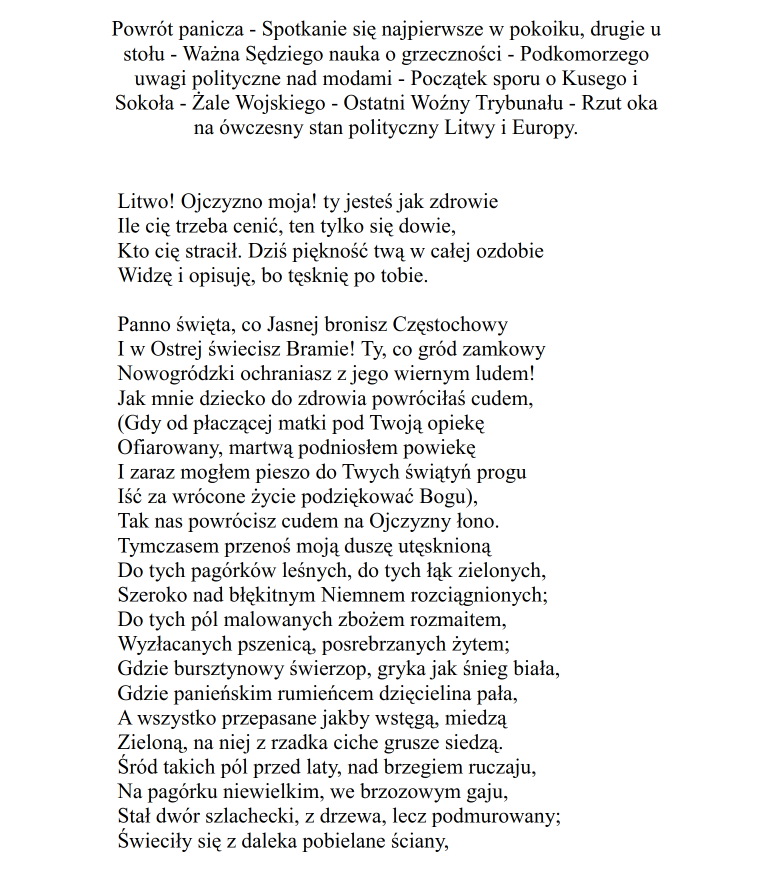 Powrót panicza - Spotkanie się najpierwsze w pokoiku, drugie u
stołu - Ważna Sędziego nauka o grzeczności - Podkomorzego
uwagi polityczne nad modami - Początek sporu o Kusego i
Sokoła - Żale Wojskiego - Ostatni Woźny Trybunału - Rzut oka
na ówczesny stan polityczny Litwy i Europy.
Litwo! Ojczyzno moja! ty jesteś jak zdrowie
Ile cię trzeba cenić, ten tylko się dowie,
Kto cię stracił. Dziś piękność twą w całej ozdobie
Widzę i opisuję, bo tęsknię po tobie.
Panno święta, co Jasnej bronisz Częstochowy
I w Ostrej świecisz Bramie! Ty, co gród zamkowy
Nowogródzki ochraniasz z jego wiernym ludem!
Jak mnie dziecko do zdrowia powróciłaś cudem,
(Gdy od płaczącej matki pod Twoją opiekę
Ofiarowany, martwą podniosłem powiekę
I zaraz mogłem pieszo do Twych świątyń progu
Iść za wrócone życie podziękować Bogu),
Tak nas powrócisz cudem na Ojczyzny łono.
Tymczasem przenoś moją duszę utęsknioną
Do tych pagórków leśnych, do tych łąk zielonych,
Szeroko nad błękitnym Niemnem rozciągnionych;
Do tych pól malowanych zbożem rozmaitem,
Wyzłacanych pszenicą, posrebrzanych żytem;
Gdzie bursztynowy świerzop, gryka jak śnieg biała,
Gdzie panieńskim rumieńcem dzięcielina pała,
A wszystko przepasane jakby wstęgą, miedzą
Zieloną, na niej z rzadka ciche grusze siedzą.
Śród takich pól przed laty, nad brzegiem ruczaju,
Na pagórku niewielkim, we brzozowym gaju,
Stał dwór szlachecki, z drzewa, lecz podmurowany;
Świeciły się z daleka pobielane ściany,